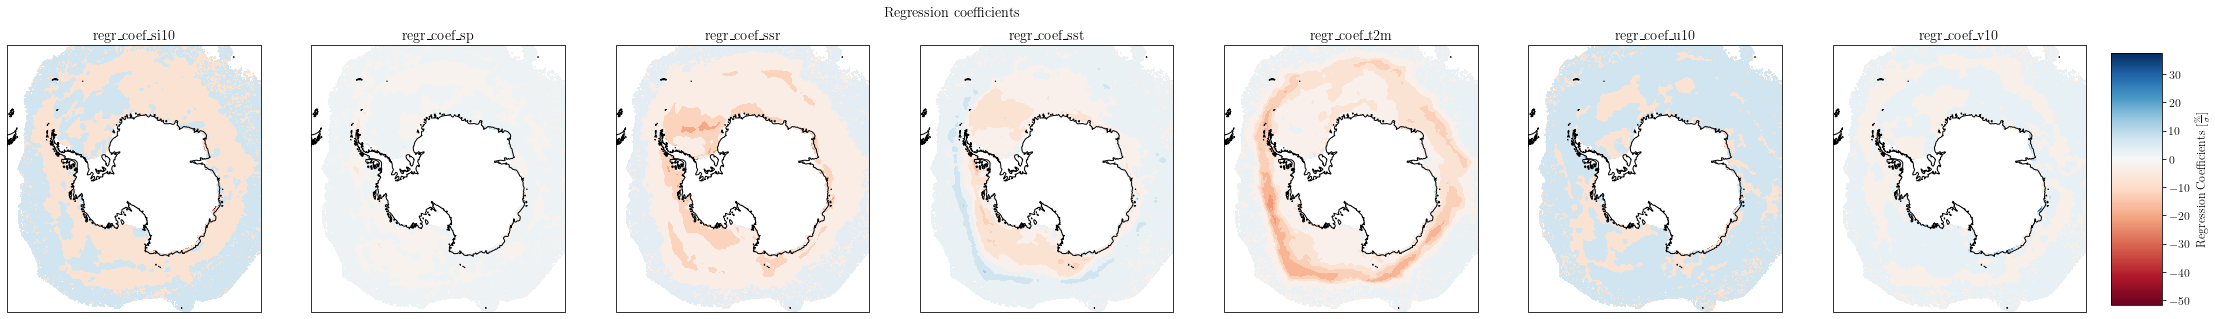 Regression coefficients
regr_coef_si10
regr_coef_sp
regr_coef_ssr
regr_coef_sst
regr_coef_t2m
regr_coef_u10
regr_coef_v10
30
20
10
0
−10
−20
−30
−40
−50
Regression Coefficients [%/σ]